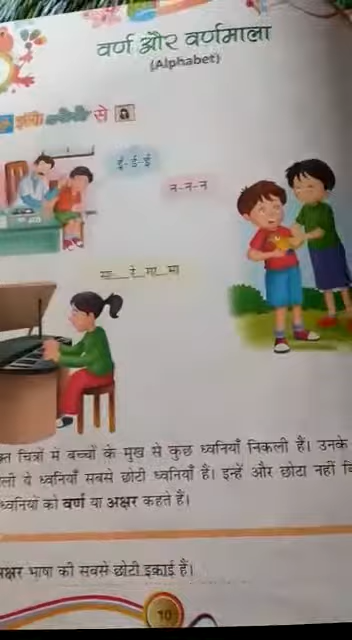 वर्ण और वर्णमाला
(Alphabet)
से
ई-ई-ई
न-न-न
सा रे गा मा
चित्रों में बच्चों के मुख से कुछ ध्वनियाँ निकली हैं। उनके
ये ध्वनियाँ सबसे छोटी ध्वनियाँ हैं। इन्हें और छोटा नहीं
ध्वनियों को वर्ण या अक्षर कहते हैं।
अक्षर भाषा की सबसे छोटी इकाई हैं।
10